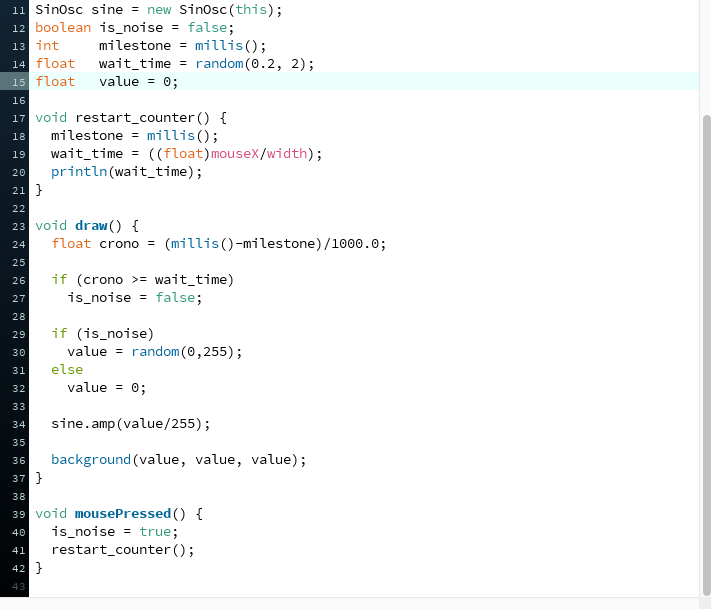 11 SinOsc sine = new SinOsc(this);
12 boolean is_noise = false;
13 int     milestone = millis();
14 float   wait_time = random(0.2, 2);
15 float   value = 0;
16
17 void restart_counter() {
18   milestone = millis();
19   wait_time = ((float)mouseX/width);
20   println(wait_time);
21 }
22
23 void draw() {
24   float crono = (millis()-milestone)/1000.0;
25
26   if (crono >= wait_time)
27     is_noise = false;
28
29   if (is_noise)
30     value = random(0,255);
31   else
32     value = 0;
33
34   sine.amp(value/255);
35
36   background(value, value, value);
37 }
38
39 void mousePressed() {
40   is_noise = true;
41   restart_counter();
42 }
43